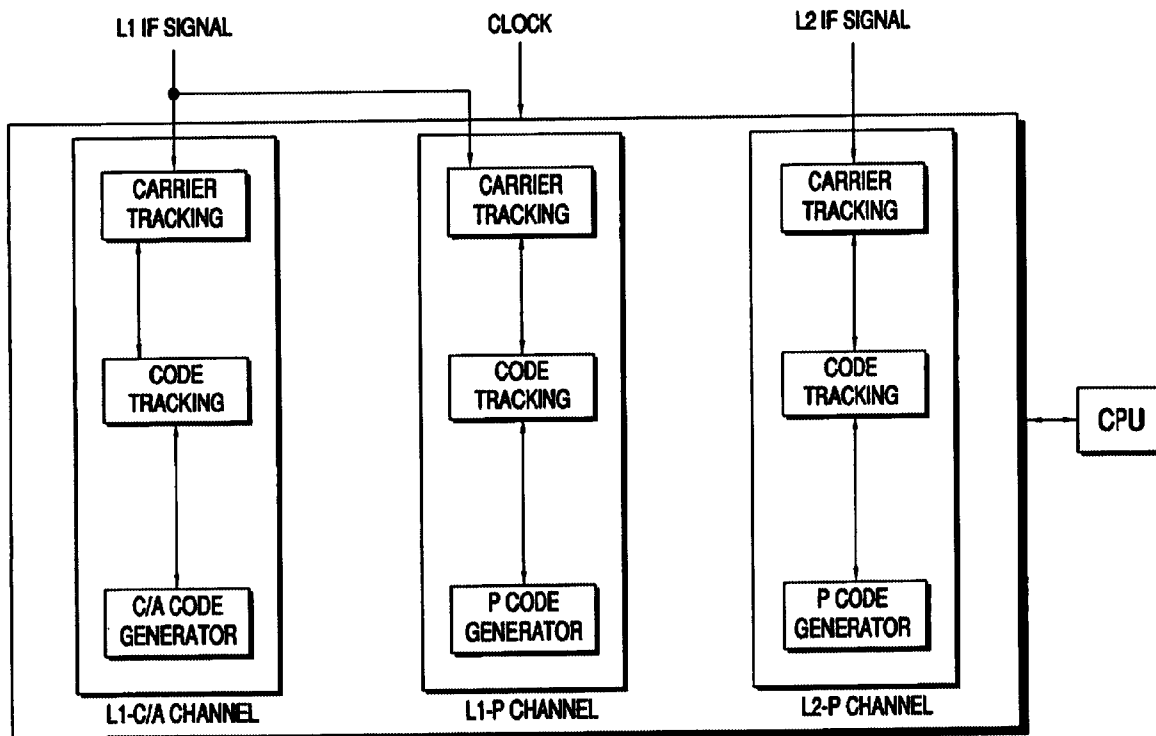 L1 IF SIGNAL
CLOCK
L2 IF SIGNAL
CARRIER
TRACKING
CARRIER
TRACKING
CARRIER
TRACKING
CODE
TRACKING
CODE
TRACKING
CODE
TRACKING
CPU
C/A CODE
GENERATOR
P CODE
GENERATOR
P CODE
GENERATOR
L1-C/A CHANNEL
L1-P CHANNEL
L2-P CHANNEL